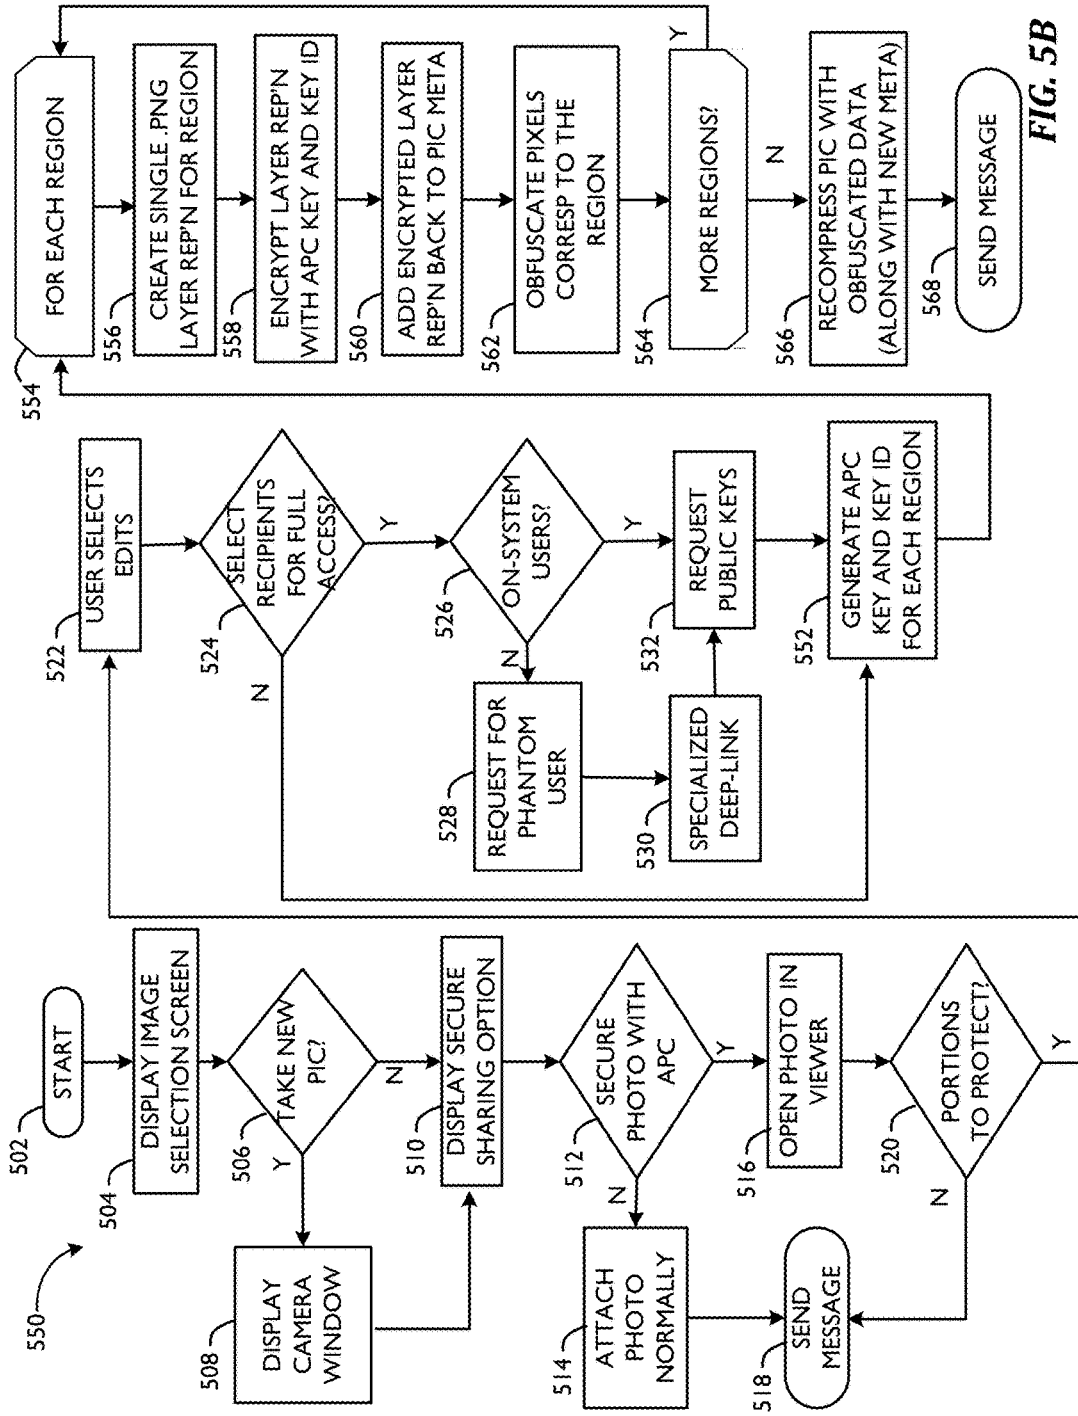 550
502
START
504
DISPLAY IMAGE
SELECTION SCREEN
506
TAKE NEW
PIC?
Y
N
508
DISPLAY
CAMERA
WINDOW
510
DISPLAY SECURE
SHARING OPTION
512
SECURE
PHOTO WITH
APC
N
Y
514
ATTACH
PHOTO
NORMALLY
516
OPEN PHOTO IN
VIEWER
518
SEND
MESSAGE
520
PORTIONS
TO PROTECT?
N
Y
522
USER SELECTS
EDITS
524
SELECT
RECIPIENTS
FOR FULL
ACCESS?
N
Y
526
ON-SYSTEM
USERS?
N
Y
528
REQUEST FOR
PHANTOM
USER
530
SPECIALIZED
DEEP-LINK
532
REQUEST
PUBLIC KEYS
552
GENERATE APC
KEY AND KEY ID
FOR EACH REGION
554
FOR EACH REGION
556
CREATE SINGLE .PNG
LAYER REP'N FOR REGION
558
ENCRYPT LAYER REP'N
WITH APC KEY AND KEY ID
560
ADD ENCRYPTED LAYER
REP'N BACK TO PIC META
562
OBFUSCATE PIXELS
CORRESP TO THE
REGION
564
MORE REGIONS?
Y
N
566
RECOMPRESS PIC WITH
OBFUSCATED DATA
(ALONG WITH NEW META)
568
SEND MESSAGE
FIG. 5B